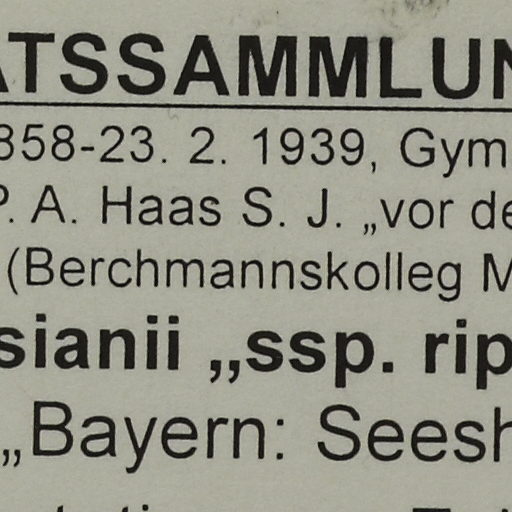 ATSSAMMLUN
858-23. 2. 1939, Gym
P. A. Haas S. J. „vor de
(Berchmannskolleg M
sianii „ssp. rip
„Bayern: Seesh